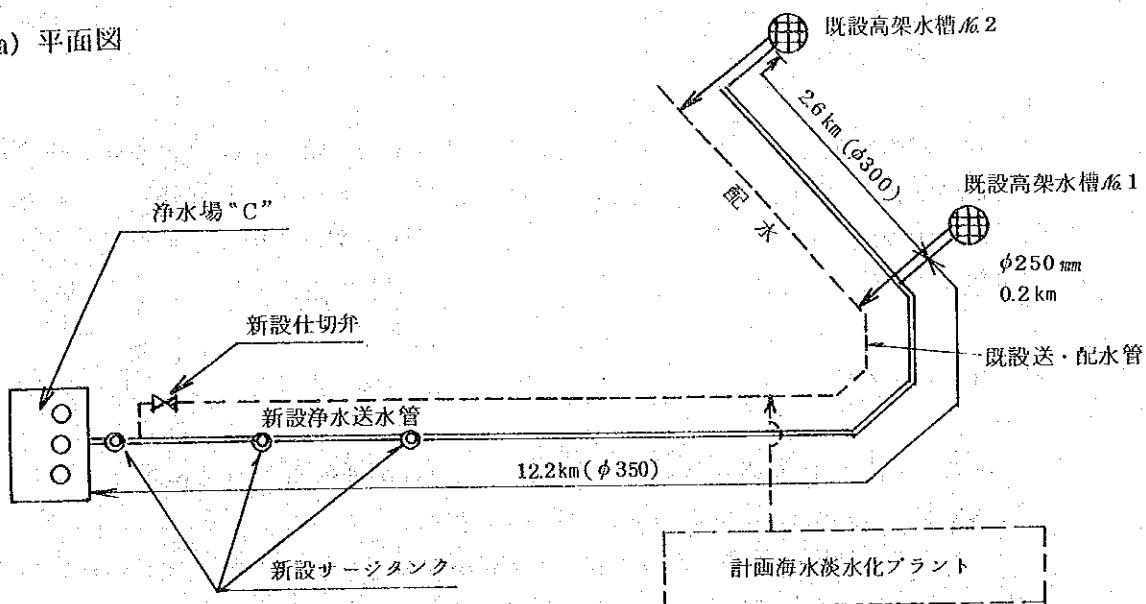 a) 平面図
既設高架水槽№2
2.6km (φ300)
既設高架水槽№1
浄水場“C”
配水
φ250㎜
0.2km
新設仕切弁
既設送・配水管
新設浄水送水管
12.2km(φ350)
新設サージタンク
計画海水淡水化プラント